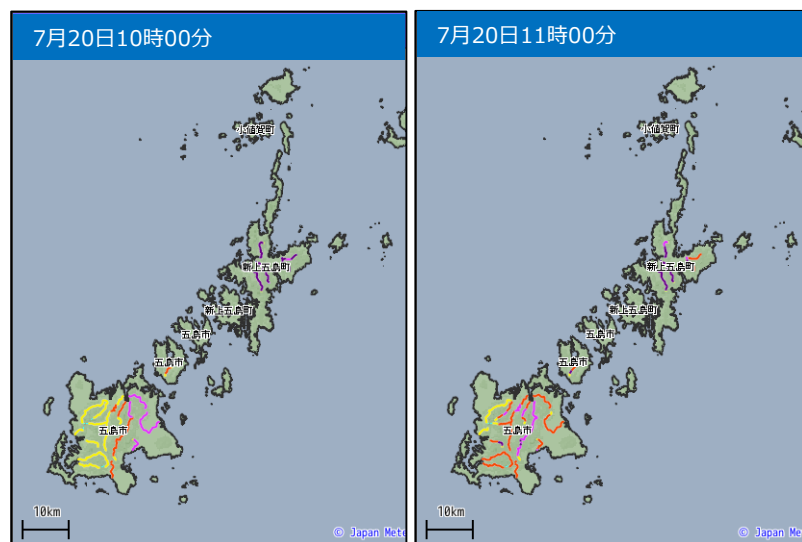 7月20日10時00分
小値賀町
新上五島町
新上五島町
五島市
五島市
五島市
10km
© Japan Mete
7月20日11時00分
小値賀町
新上五島町
新上五島町
五島市
五島市
五島市
10km
© Japan Mete